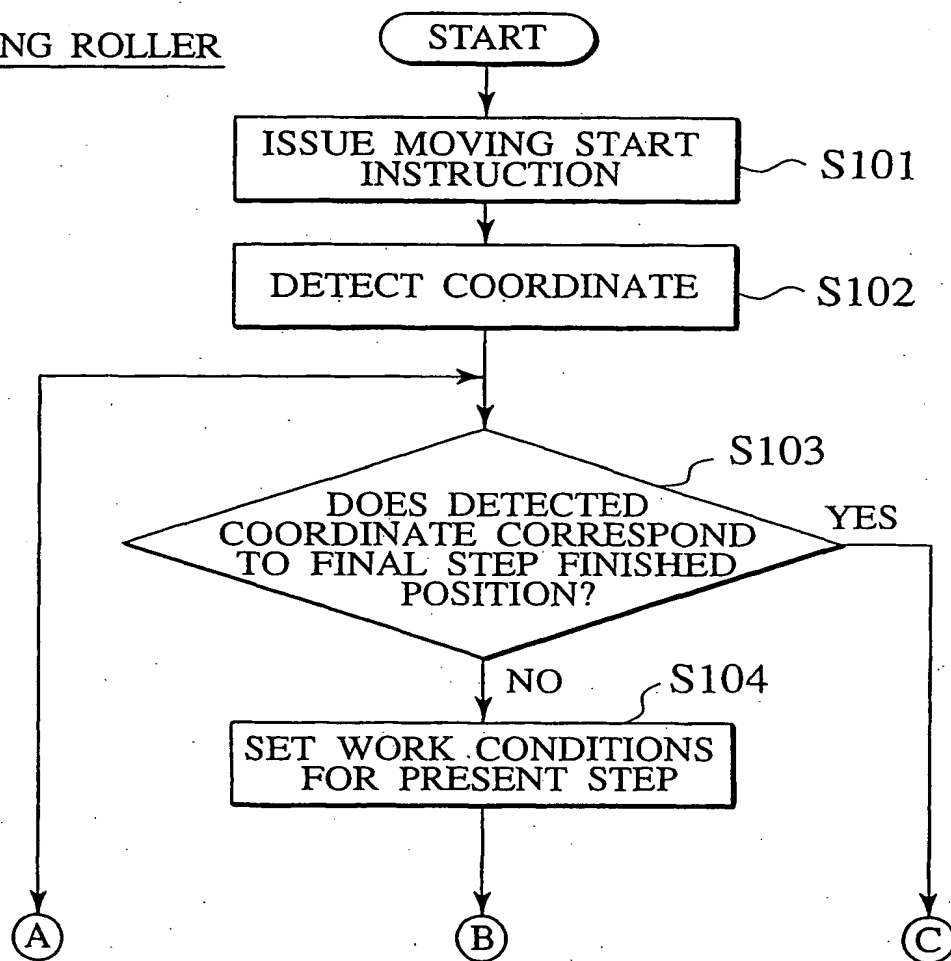 NG ROLLER
START
ISSUE MOVING START
INSTRUCTION
S101
DETECT COORDINATE
S102
S103
DOES DETECTED
COORDINATE CORRESPOND
TO FINAL STEP FINISHED
POSITION?
YES
NO
S104
SET WORK CONDITIONS
FOR PRESENT STEP
A
B
C